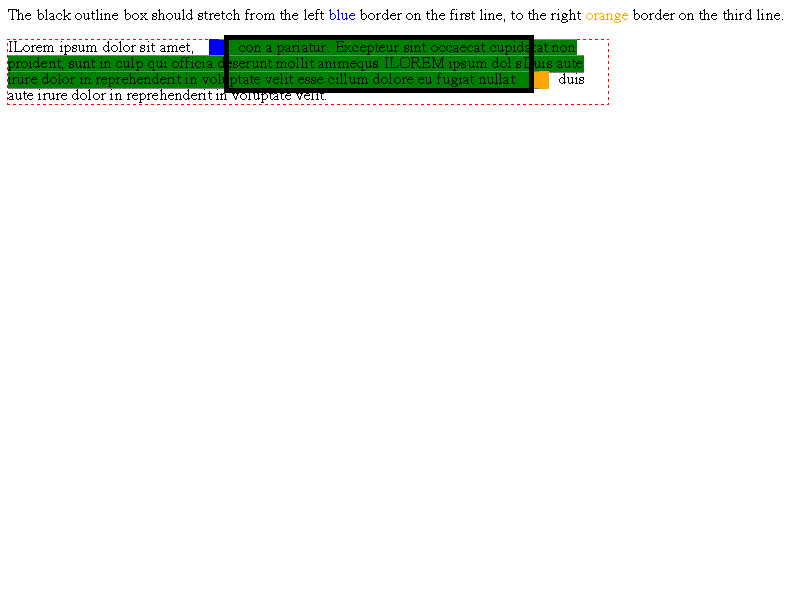 The black outline box should stretch from the left blue border on the first line, to the right orange border on the third line.
ILorem ipsum dolor sit amet, con a pariatur. Excepteur sint occaecat cupidatat non
proident, sunt in culp qui officia deserunt mollit animequs ILOREM ipsum dol s Duis aute
irure dolor in reprehenderit in voluptate velit esse cillum dolore eu fugiat nullat duis
aute irure dolor in reprehenderit in voluptate velit.